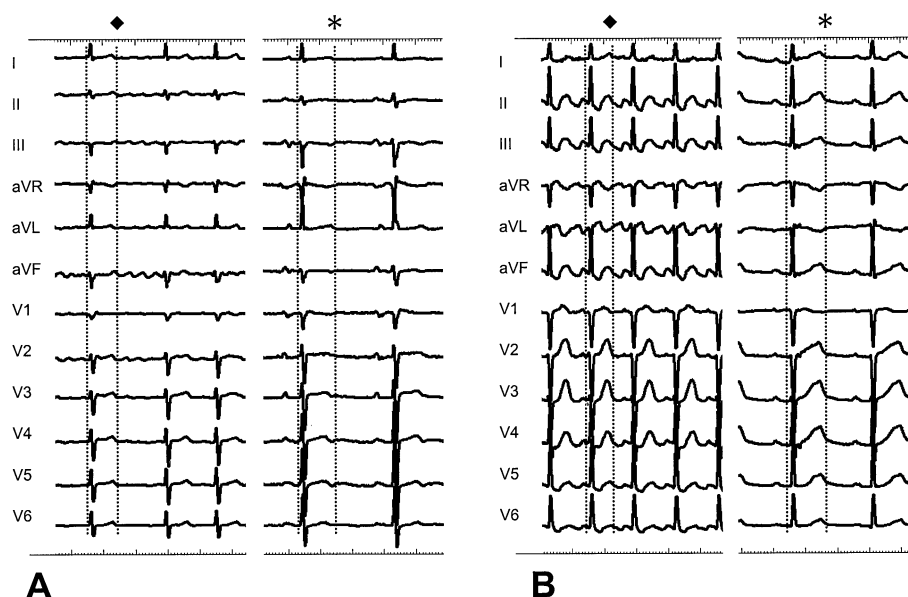 ◆ * ◆ *
I I
II II
III III
aVR aVR
aVL aVL
aVF aVF
V1 V1
V2 V2
V3 V3
V4 V4
V5 V5
V6 V6
A B